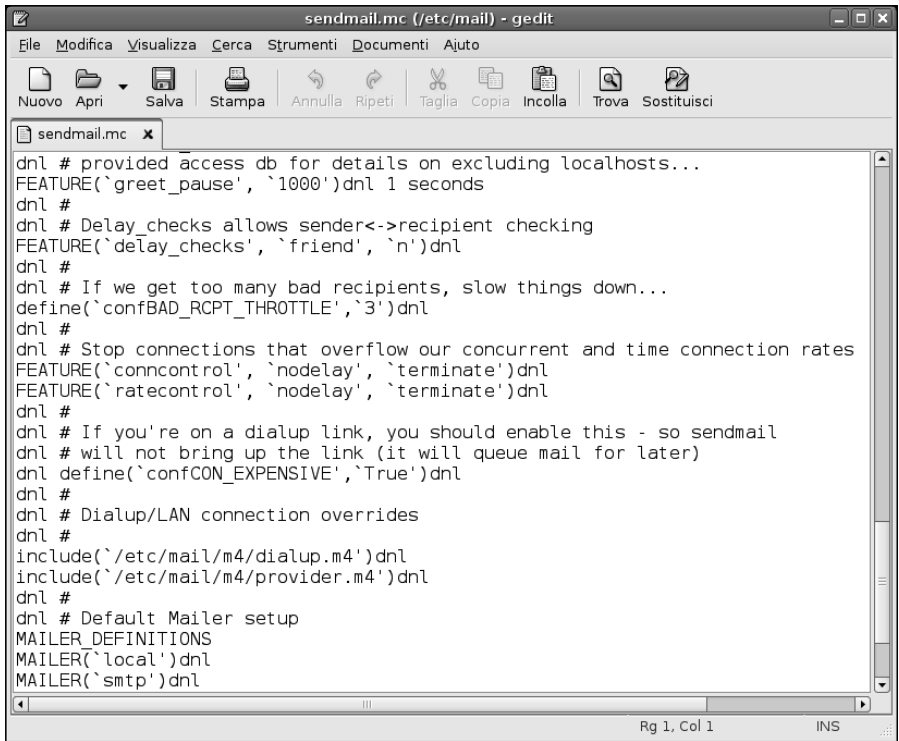 sendmail.mc (/etc/mail) - gedit
File Modifica Visualizza Cerca Strumenti Documenti Aiuto
Nuovo Apri Salva Stampa Annulla Ripeti Taglia Copia Incolla Trova Sostituisci
sendmail.mc
dnl # provided access db for details on excluding localhosts...
FEATURE(`greet_pause', `1000')dnl 1 seconds
dnl #
dnl # Delay_checks allows sender<->recipient checking
FEATURE(`delay_checks', `friend', `n')dnl
dnl #
dnl # If we get too many bad recipients, slow things down...
define(`confBAD_RCPT_THROTTLE',`3')dnl
dnl #
dnl # Stop connections that overflow our concurrent and time connection rates
FEATURE(`conncontrol', `nodelay', `terminate')dnl
FEATURE(`ratecontrol', `nodelay', `terminate')dnl
dnl #
dnl # If you're on a dialup link, you should enable this - so sendmail
dnl # will not bring up the link (it will queue mail for later)
dnl define(`confCON_EXPENSIVE',`True')dnl
dnl #
dnl # Dialup/LAN connection overrides
dnl #
include(`/etc/mail/m4/dialup.m4')dnl
include(`/etc/mail/m4/provider.m4')dnl
dnl #
dnl # Default Mailer setup
MAILER_DEFINITIONS
MAILER(`local')dnl
MAILER(`smtp')dnl
Rg 1, Col 1 INS